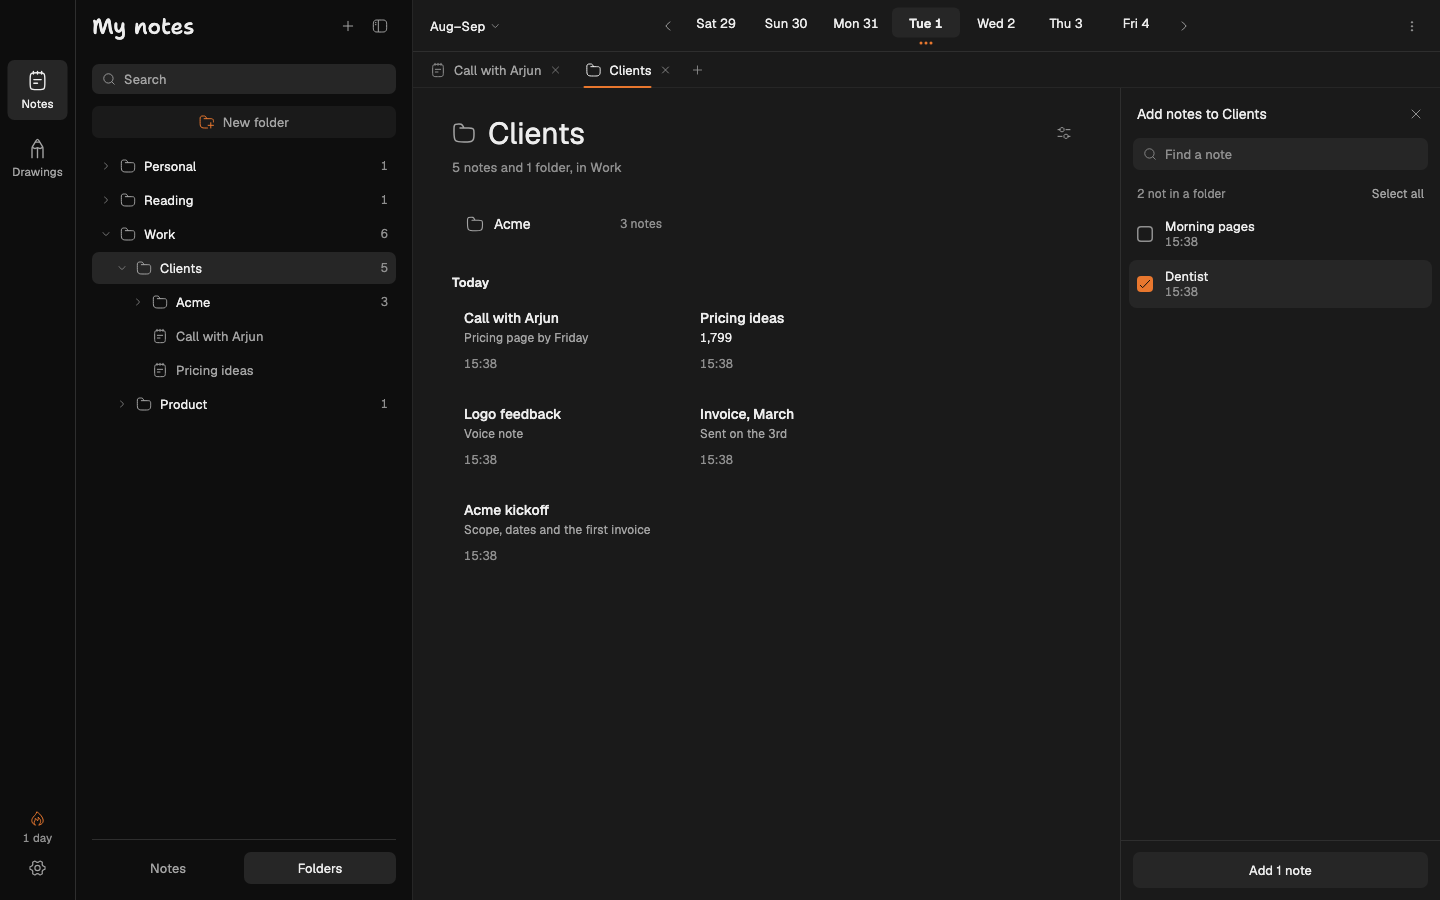 My notes
Search
New folder
Personal 1
Reading 1
Work 6
Clients 5
Acme 3
Call with Arjun
Pricing ideas
Product 1
Notes
Drawings
1 day
Notes Folders
Aug–Sep
Sat 29 Sun 30 Mon 31 Tue 1 Wed 2 Thu 3 Fri 4
Call with Arjun Clients
Clients
5 notes and 1 folder, in Work
Acme 3 notes
Today
Call with Arjun
Pricing page by Friday
15:38
Pricing ideas
1,799
15:38
Logo feedback
Voice note
15:38
Invoice, March
Sent on the 3rd
15:38
Acme kickoff
Scope, dates and the first invoice
15:38
Add notes to Clients
Find a note
2 not in a folder Select all
Morning pages
15:38
Dentist
15:38
Add 1 note